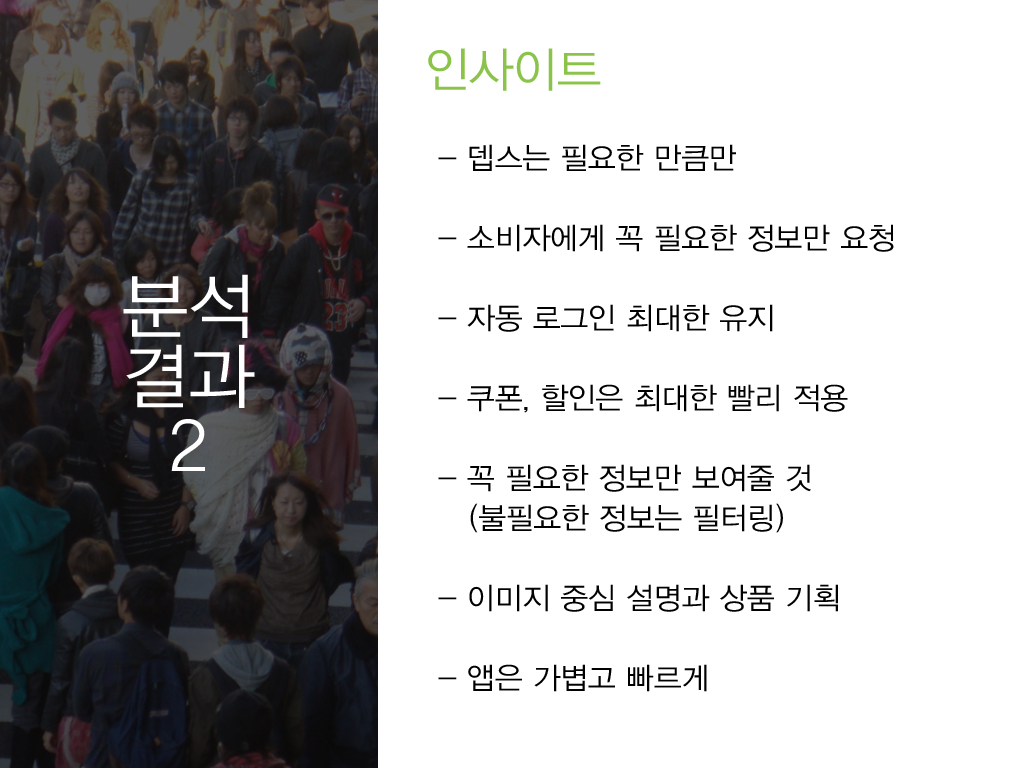 분석
결과
2
인사이트
– 뎁스는 필요한 만큼만
– 소비자에게 꼭 필요한 정보만 요청
– 자동 로그인 최대한 유지
– 쿠폰, 할인은 최대한 빨리 적용
– 꼭 필요한 정보만 보여줄 것
(불필요한 정보는 필터링)
– 이미지 중심 설명과 상품 기획
– 앱은 가볍고 빠르게